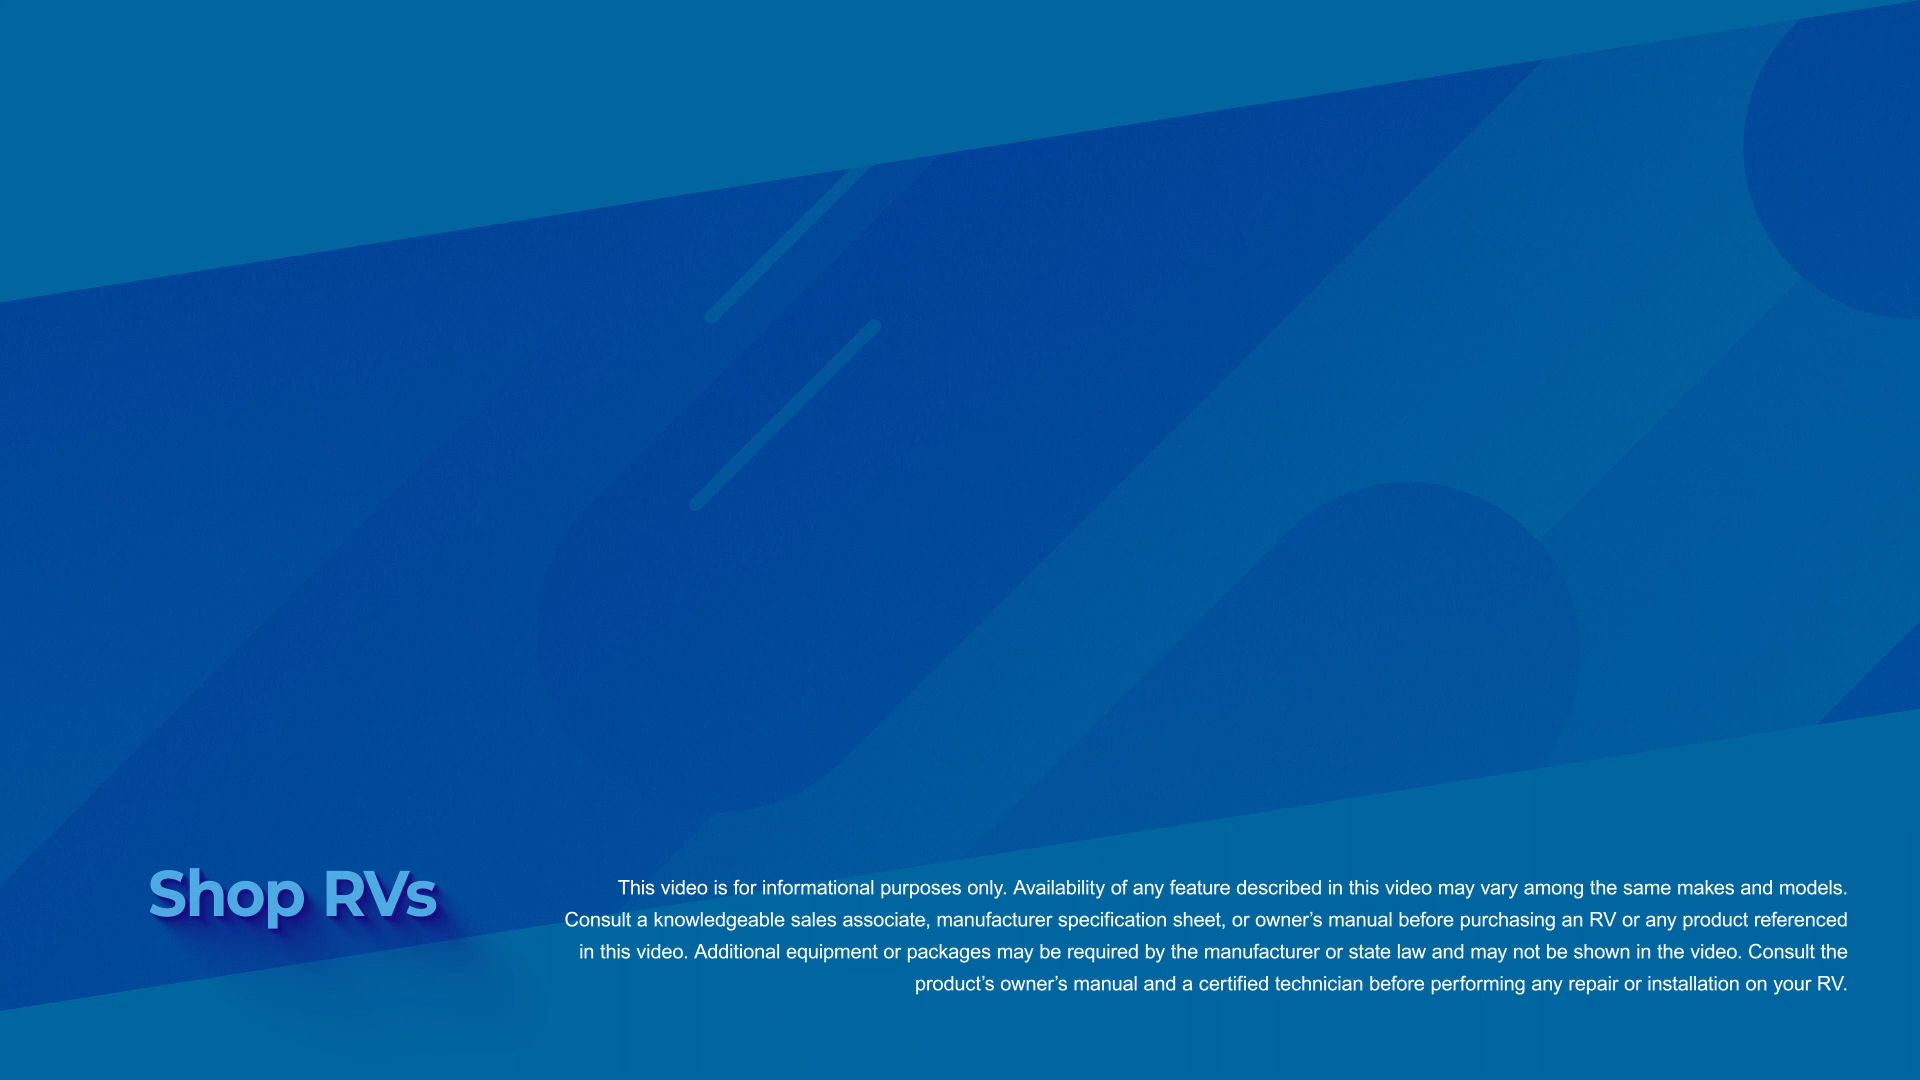 Shop RVs
This video is for informational purposes only. Availability of any feature described in this video may vary among the same makes and models.
Consult a knowledgeable sales associate, manufacturer specification sheet, or owner’s manual before purchasing an RV or any product referenced
in this video. Additional equipment or packages may be required by the manufacturer or state law and may not be shown in the video. Consult the
product’s owner’s manual and a certified technician before performing any repair or installation on your RV.